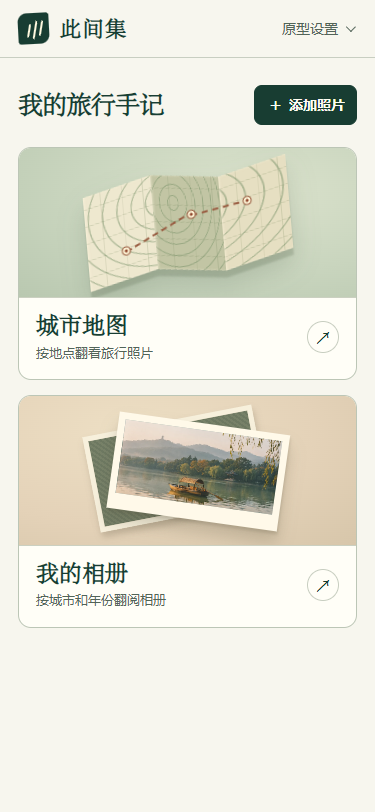 此间集
原型设置
我的旅行手记
+ 添加照片
城市地图
按地点翻看旅行照片
我的相册
按城市和年份翻阅相册